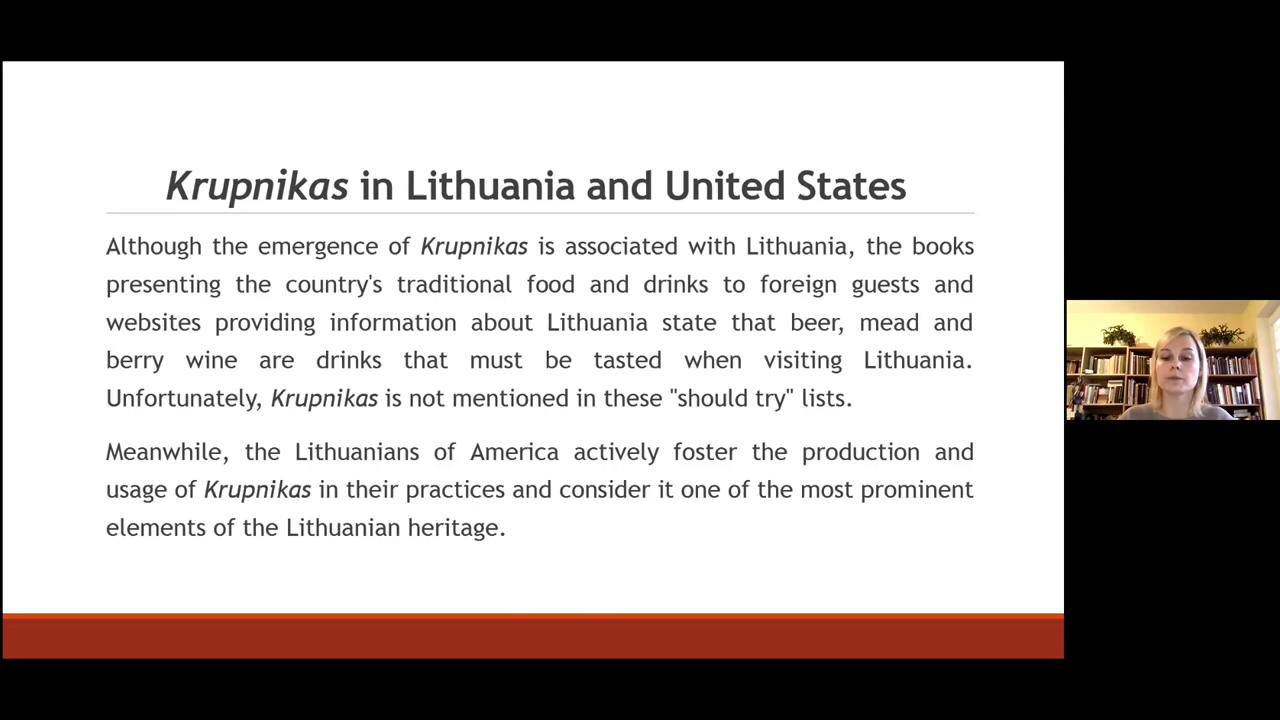 Krupnikas in Lithuania and United States
Although the emergence of Krupnikas is associated with Lithuania, the books
presenting the country's traditional food and drinks to foreign guests and
websites providing information about Lithuania state that beer, mead and
berry wine are drinks that must be tasted when visiting Lithuania.
Unfortunately, Krupnikas is not mentioned in these "should try" lists.
Meanwhile, the Lithuanians of America actively foster the production and
usage of Krupnikas in their practices and consider it one of the most prominent
elements of the Lithuanian heritage.